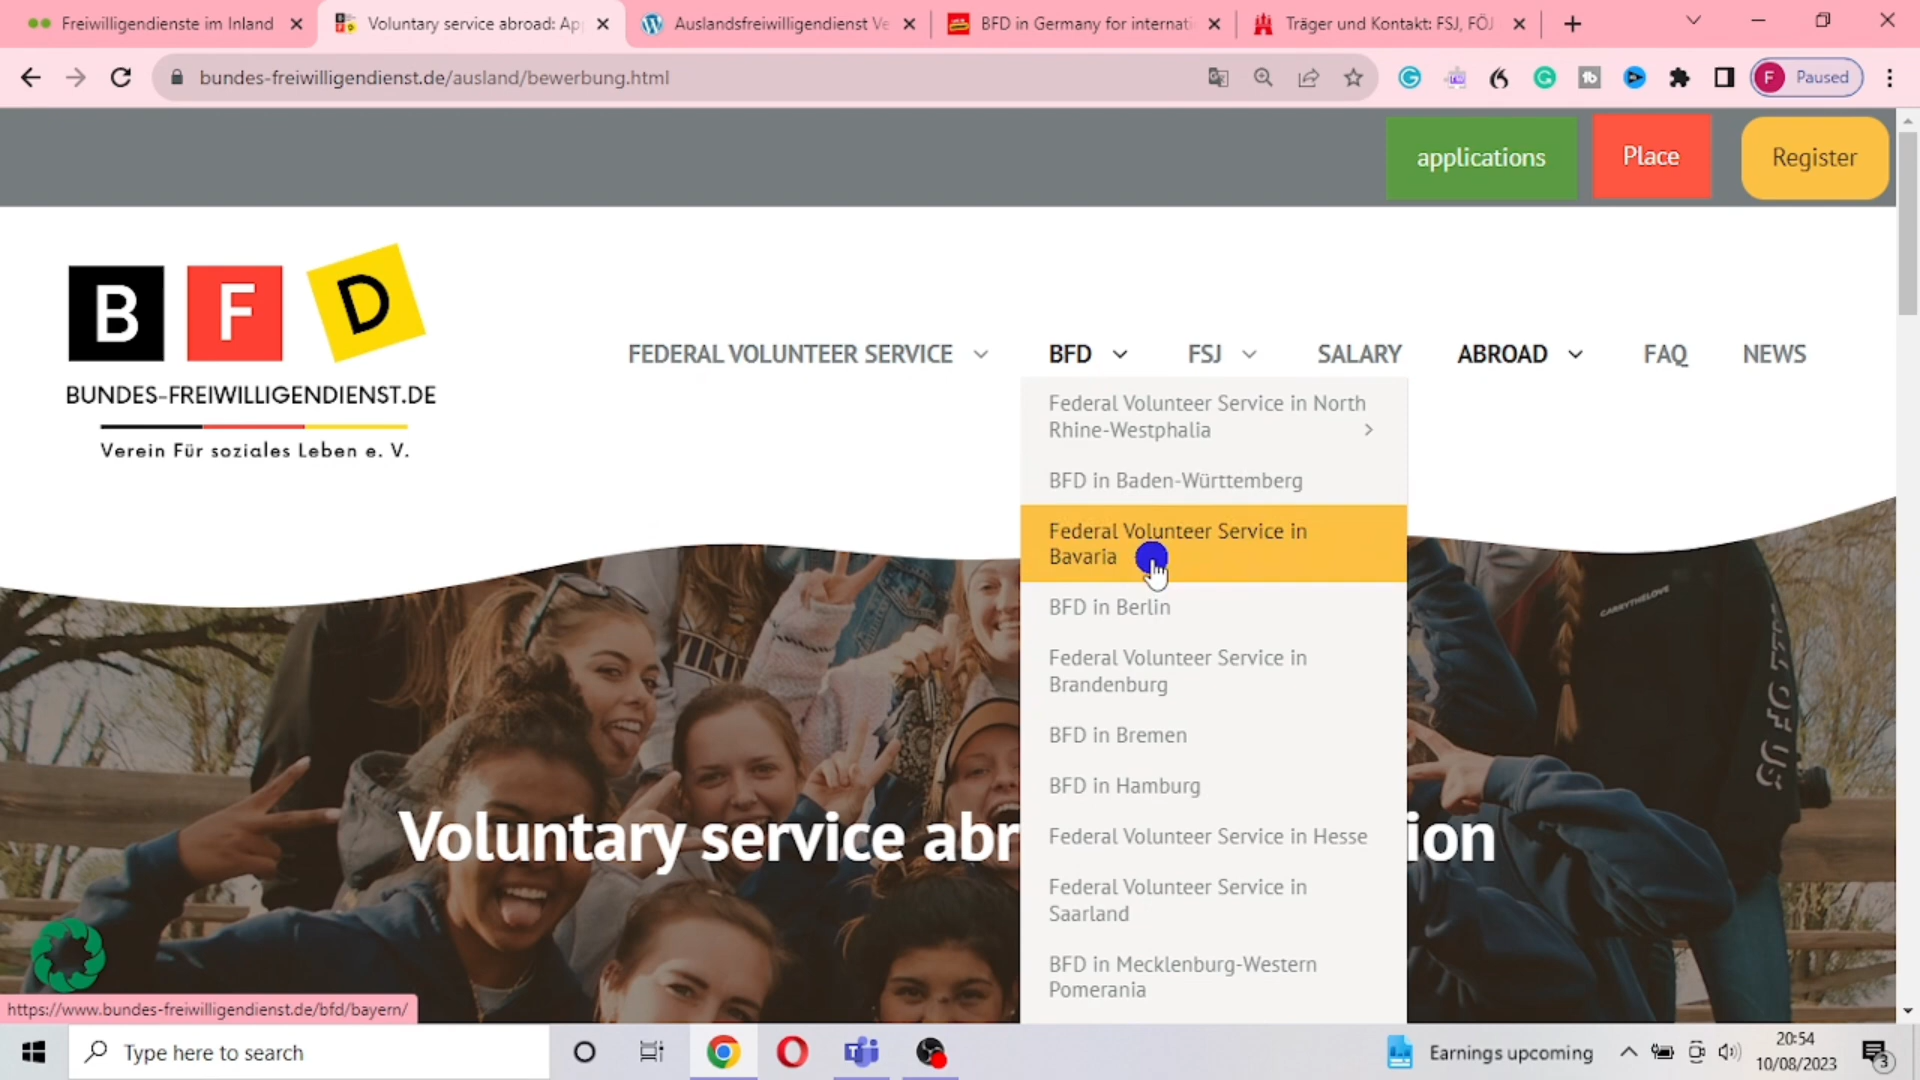 Freiwilligendienste im Inland
Voluntary service abroad: Ap
Auslandsfreiwilligendienst Ve
BFD in Germany for internati
Träger und Kontakt: FSJ, FÖJ
bundes-freiwilligendienst.de/ausland/bewerbung.html
F
Paused
applications
Place
Register
B F D
BUNDES-FREIWILLIGENDIENST.DE
Verein Für soziales Leben e. V.
FEDERAL VOLUNTEER SERVICE
BFD
FSJ
SALARY
ABROAD
FAQ
NEWS
Federal Volunteer Service in North
Rhine-Westphalia
BFD in Baden-Württemberg
Federal Volunteer Service in
Bavaria
BFD in Berlin
Federal Volunteer Service in
Brandenburg
BFD in Bremen
BFD in Hamburg
Federal Volunteer Service in Hesse
Federal Volunteer Service in
Saarland
BFD in Mecklenburg-Western
Pomerania
CARRYTHELOVE
Voluntary service abr
ion
https://www.bundes-freiwilligendienst.de/bfd/bayern/
Type here to search
Earnings upcoming
20:54
10/08/2023
3